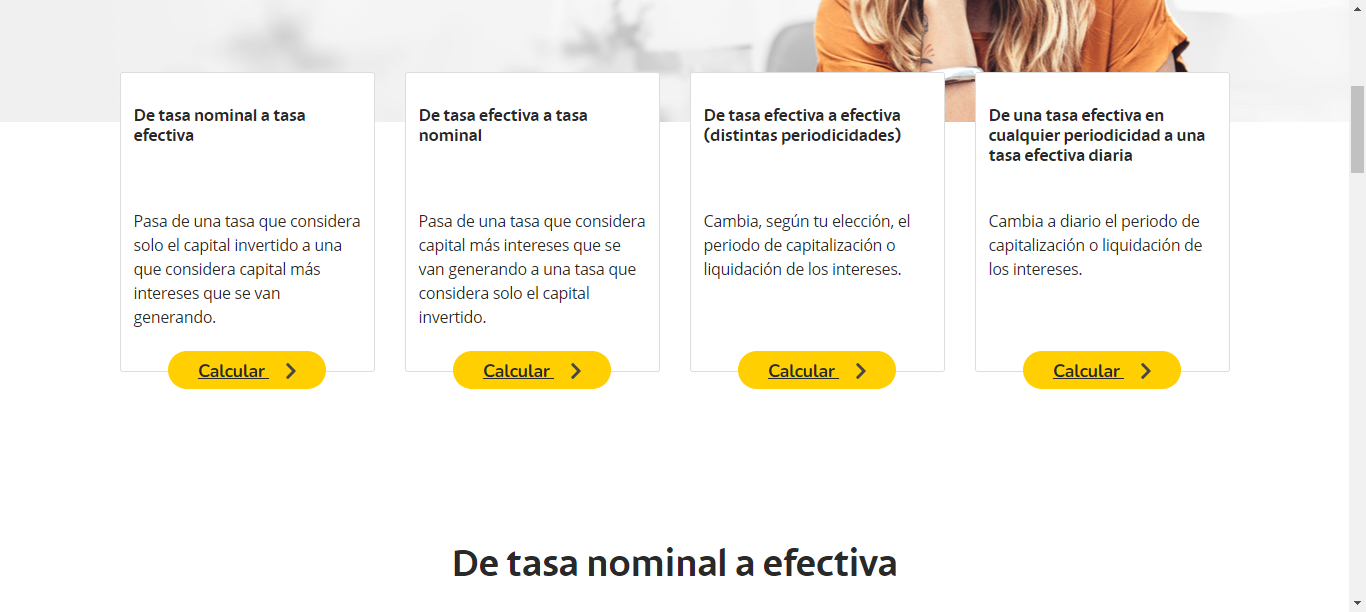 De tasa nominal a tasa
efectiva
Pasa de una tasa que considera
solo el capital invertido a una
que considera capital más
intereses que se van
generando.
Calcular
De tasa efectiva a tasa
nominal
Pasa de una tasa que considera
capital más intereses que se
van generando a una tasa que
considera solo el capital
invertido.
Calcular
De tasa efectiva a efectiva
(distintas periodicidades)
Cambia, según tu elección, el
periodo de capitalización o
liquidación de los intereses.
Calcular
De una tasa efectiva en
cualquier periodicidad a una
tasa efectiva diaria
Cambia a diario el periodo de
capitalización o liquidación de
los intereses.
Calcular
De tasa nominal a efectiva